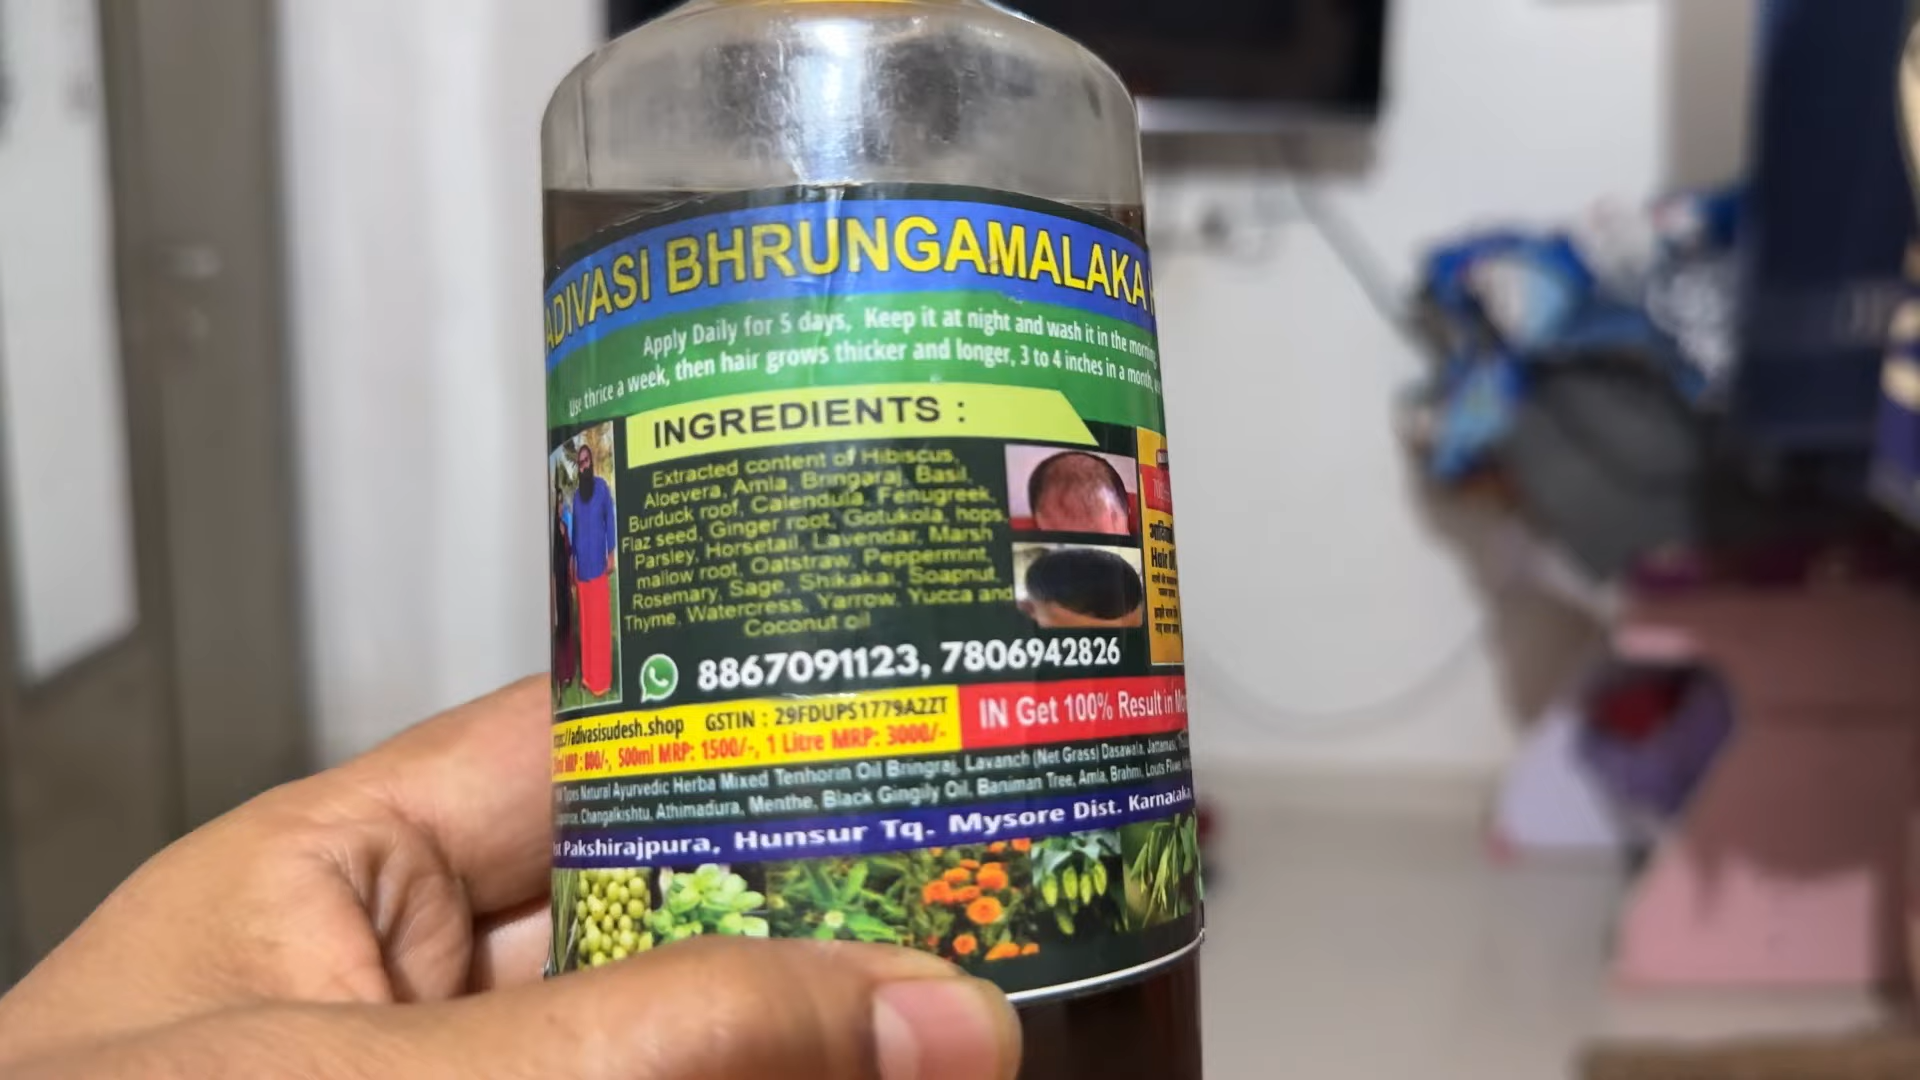 ADIVASI BHRUNGAMALAKA
Apply Daily for 5 days, Keep it at night and wash it in the morning
Use thrice a week, then hair grows thicker and longer, 3 to 4 inches in a month,
INGREDIENTS :
Extracted content of Hibiscus,
Aloevera, Amla, Bringaraj, Basil,
Burduck roof, Calendula, Fenugreek,
Flaz seed, Ginger root, Gotukola, hops
Parsley, Horsetail, Lavendar, Marsh
mallow root, Oatstraw, Peppermint,
Rosemary, Sage, Shikakai, Soapnut,
Thyme, Watercress, Yarrow, Yucca and
Coconut oil
Hair
8867091123, 7806942826
//adivasisudesh.shop GSTIN : 29FDUPS1779A2ZT
IN Get 100% Result in
MRP : 800/-, 500ml MRP: 1500/-, 1 Litre MRP: 3000/-
Types Natural Ayurvedic Herba Mixed Tenhorin Oil Bringraj, Lavanch (Net Grass) Dasawala,
Changalkishtu, Athimadura, Menthe, Black Gingily Oil, Baniman Tree, Amla, Brahmi, Louts
Pakshirajpura, Hunsur Tq. Mysore Dist. Karnataka